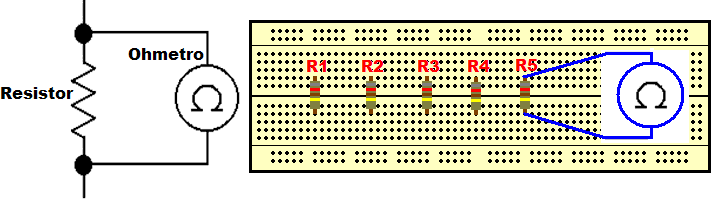 Ohmetro
Resistor
Ω
R1 R2 R3 R4 R5
Ω